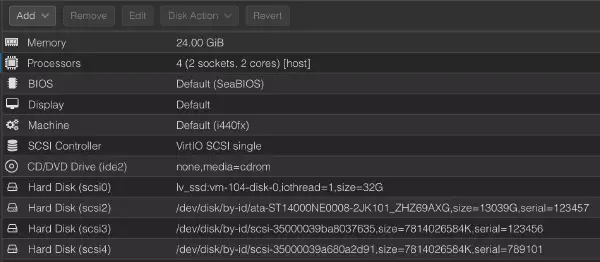 Add Remove Edit Disk Action Revert
Memory 24.00 GiB
Processors 4 (2 sockets, 2 cores) [host]
BIOS Default (SeaBIOS)
Display Default
Machine Default (i440fx)
SCSI Controller VirtIO SCSI single
CD/DVD Drive (ide2) none,media=cdrom
Hard Disk (scsi0) lv_ssd:vm-104-disk-0,iothread=1,size=32G
Hard Disk (scsi2) /dev/disk/by-id/ata-ST14000NE0008-2JK101_ZHZ69AXG,size=13039G,serial=123457
Hard Disk (scsi3) /dev/disk/by-id/scsi-35000039ba8037635,size=7814026584K,serial=123456
Hard Disk (scsi4) /dev/disk/by-id/scsi-35000039a680a2d91,size=7814026584K,serial=789101